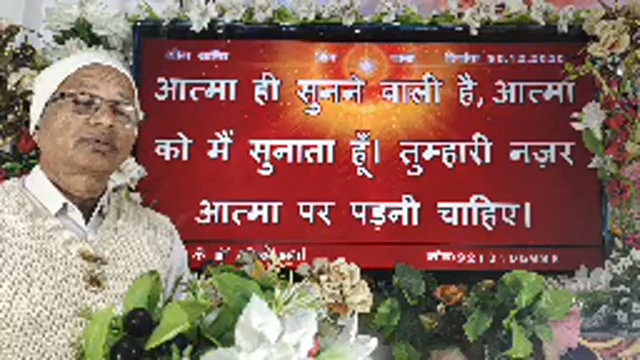 आत्मा ही सुनने वाली है, आत्मा
को मैं सुनाता हूँ। तुम्हारी नज़र
आत्मा पर पड़नी चाहिए।